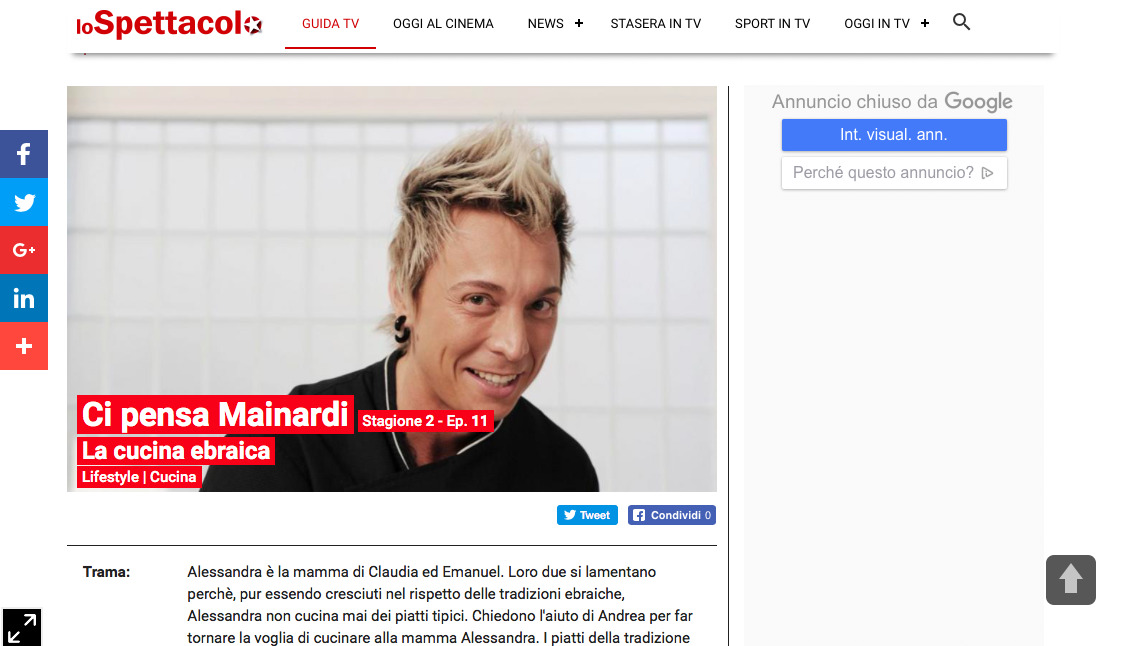 loSpettacolo
GUIDA TV
OGGI AL CINEMA
NEWS +
STASERA IN TV
SPORT IN TV
OGGI IN TV +
Annuncio chiuso da Google
Int. visual. ann.
Perché questo annuncio?
f
G+
in
+
Ci pensa Mainardi Stagione 2 - Ep. 11
La cucina ebraica
Lifestyle | Cucina
Tweet
Condividi 0
Trama: Alessandra è la mamma di Claudia ed Emanuel. Loro due si lamentano
perchè, pur essendo cresciuti nel rispetto delle tradizioni ebraiche,
Alessandra non cucina mai dei piatti tipici. Chiedono l'aiuto di Andrea per far
tornare la voglia di cucinare alla mamma Alessandra. I piatti della tradizione